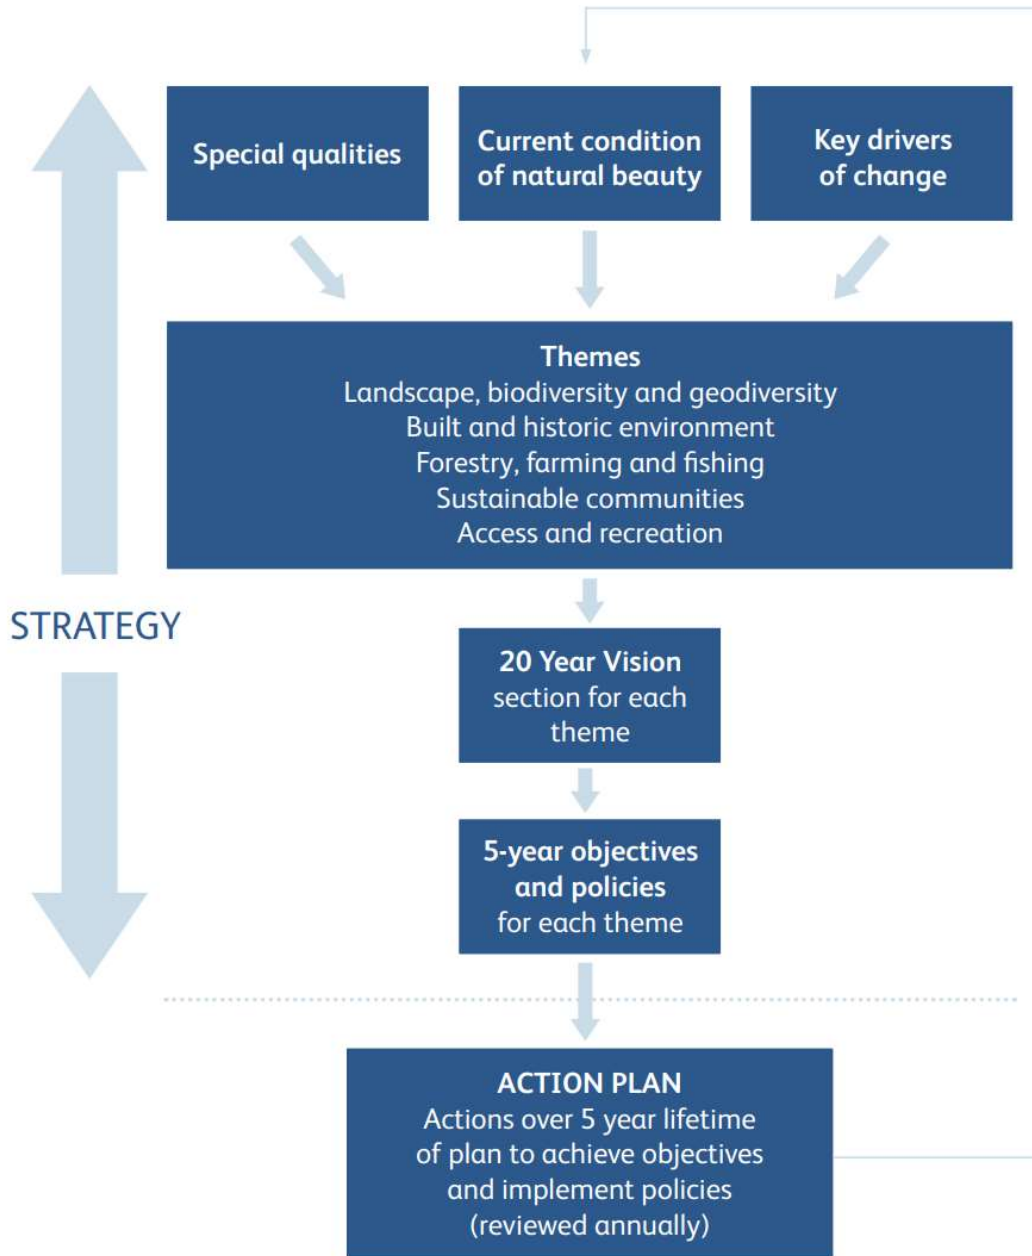 Special qualities
Current condition
of natural beauty
Key drivers
of change
Themes
Landscape, biodiversity and geodiversity
Built and historic environment
Forestry, farming and fishing
Sustainable communities
Access and recreation
STRATEGY
20 Year Vision
section for each
theme
5-year objectives
and policies
for each theme
ACTION PLAN
Actions over 5 year lifetime
of plan to achieve objectives
and implement policies
(reviewed annually)